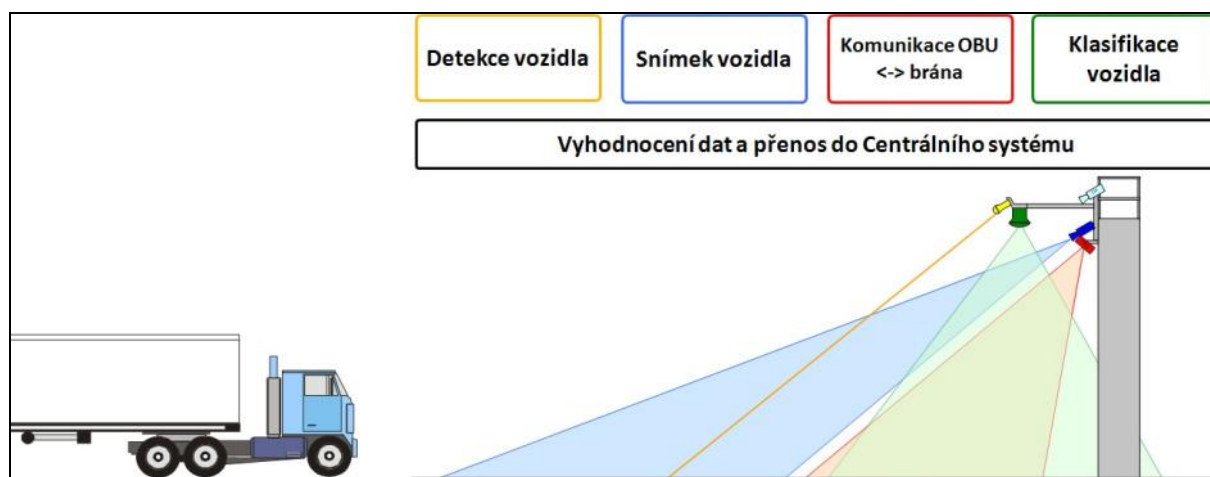 Detekce vozidla
Snímek vozidla
Komunikace OBU
<-> brána
Klasifikace
vozidla
Vyhodnocení dat a přenos do Centrálního systému